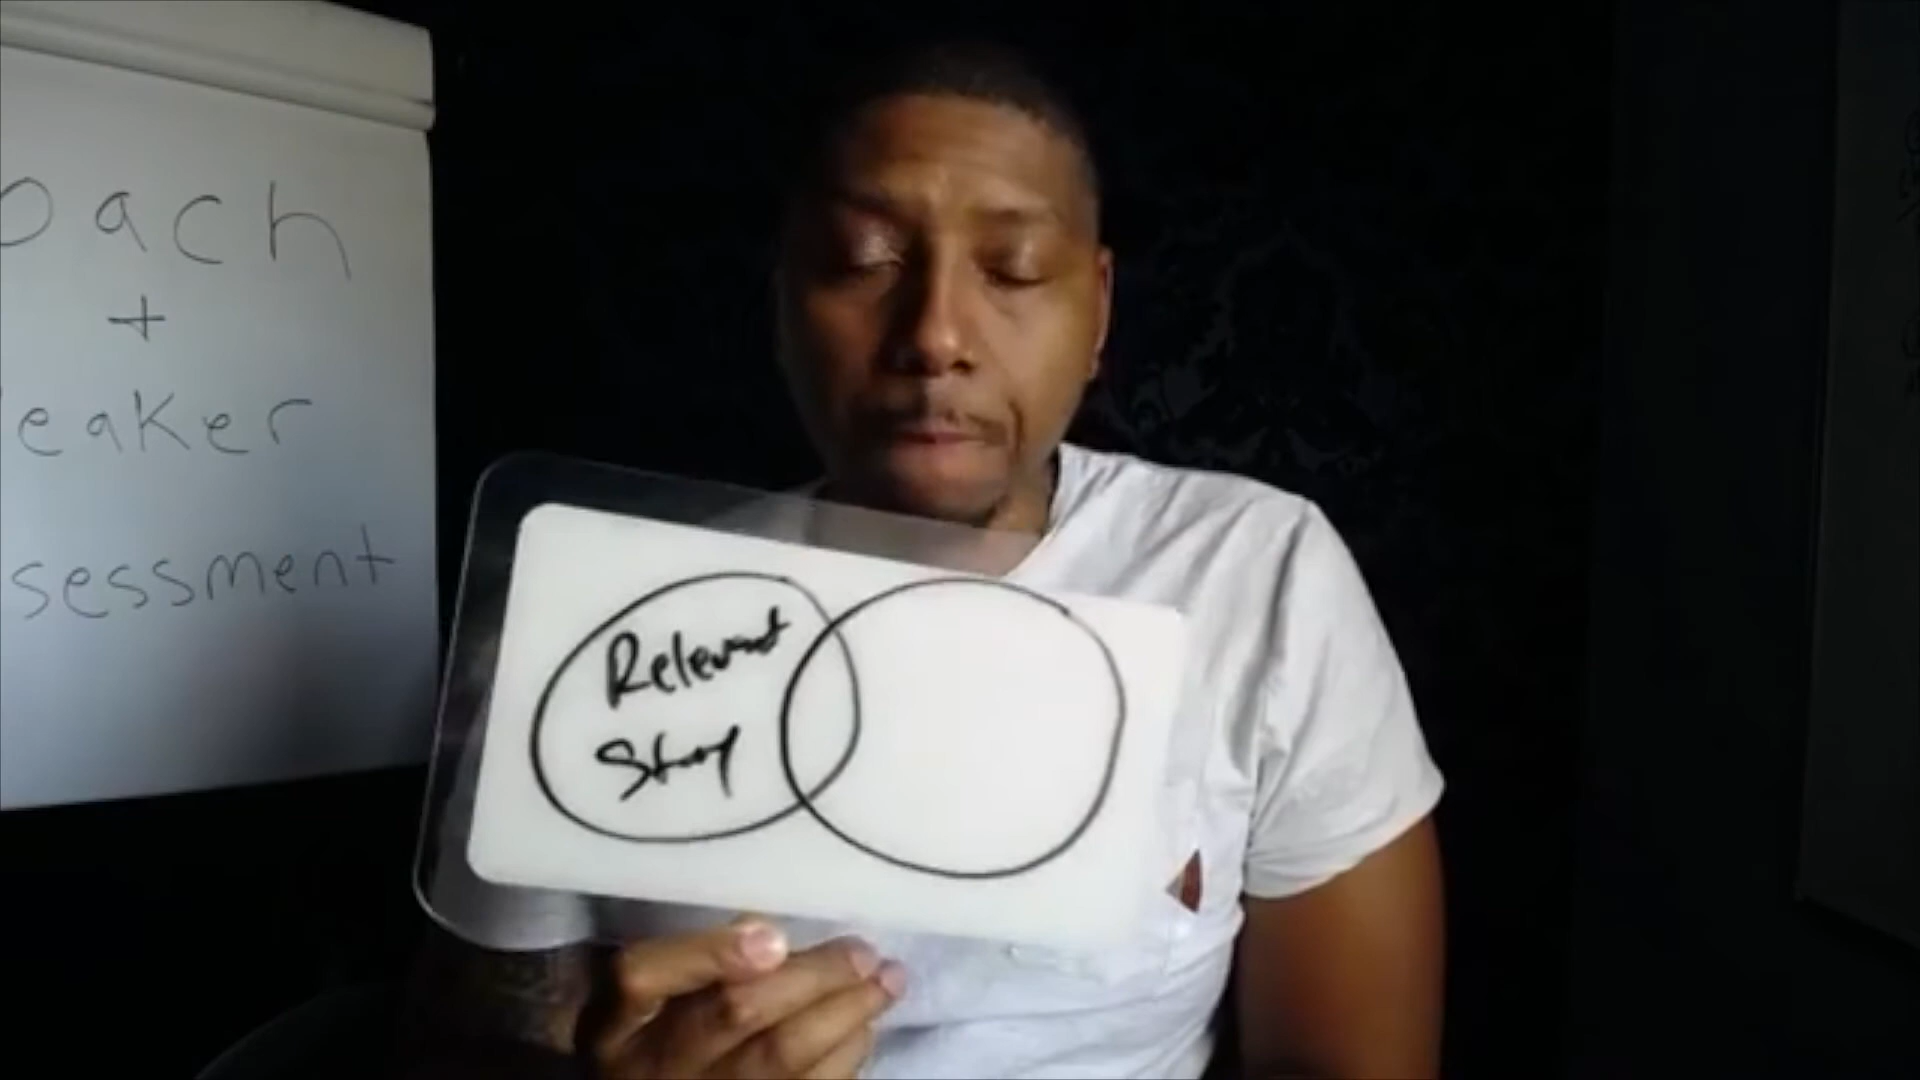 oach
+
eaker
sessment
Relevant
Story